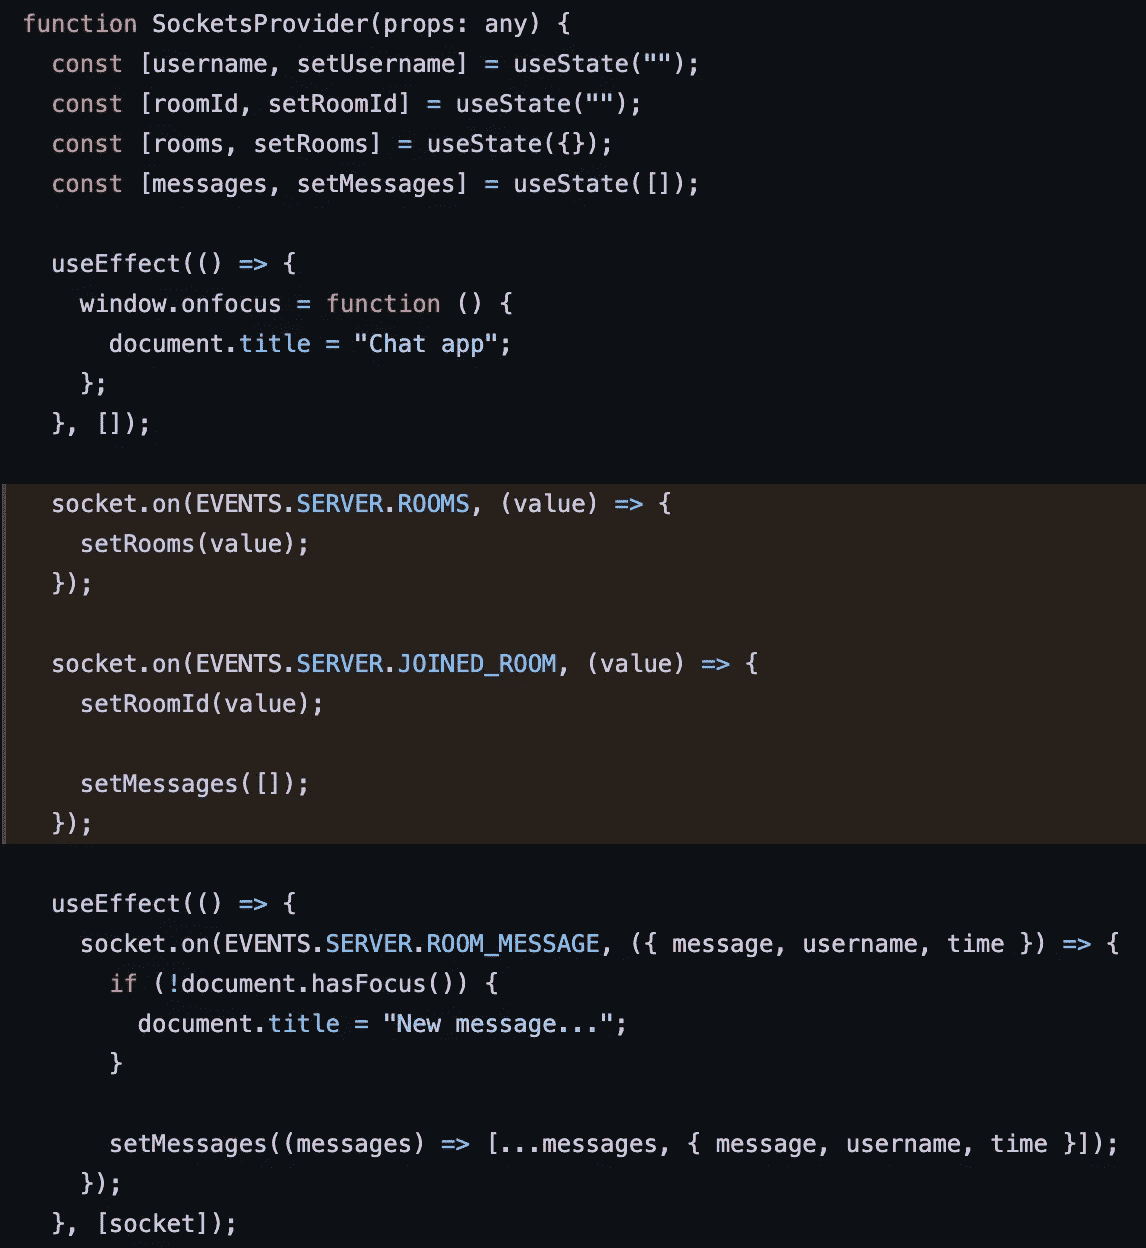 function SocketsProvider(props: any) {
  const [username, setUsername] = useState("");
  const [roomId, setRoomId] = useState("");
  const [rooms, setRooms] = useState({});
  const [messages, setMessages] = useState([]);

  useEffect(() => {
    window.onfocus = function () {
      document.title = "Chat app";
    };
  }, []);

  socket.on(EVENTS.SERVER.ROOMS, (value) => {
    setRooms(value);
  });

  socket.on(EVENTS.SERVER.JOINED_ROOM, (value) => {
    setRoomId(value);

    setMessages([]);
  });

  useEffect(() => {
    socket.on(EVENTS.SERVER.ROOM_MESSAGE, ({ message, username, time }) => {
      if (!document.hasFocus()) {
        document.title = "New message...";
      }

      setMessages((messages) => [...messages, { message, username, time }]);
    });
  }, [socket]);